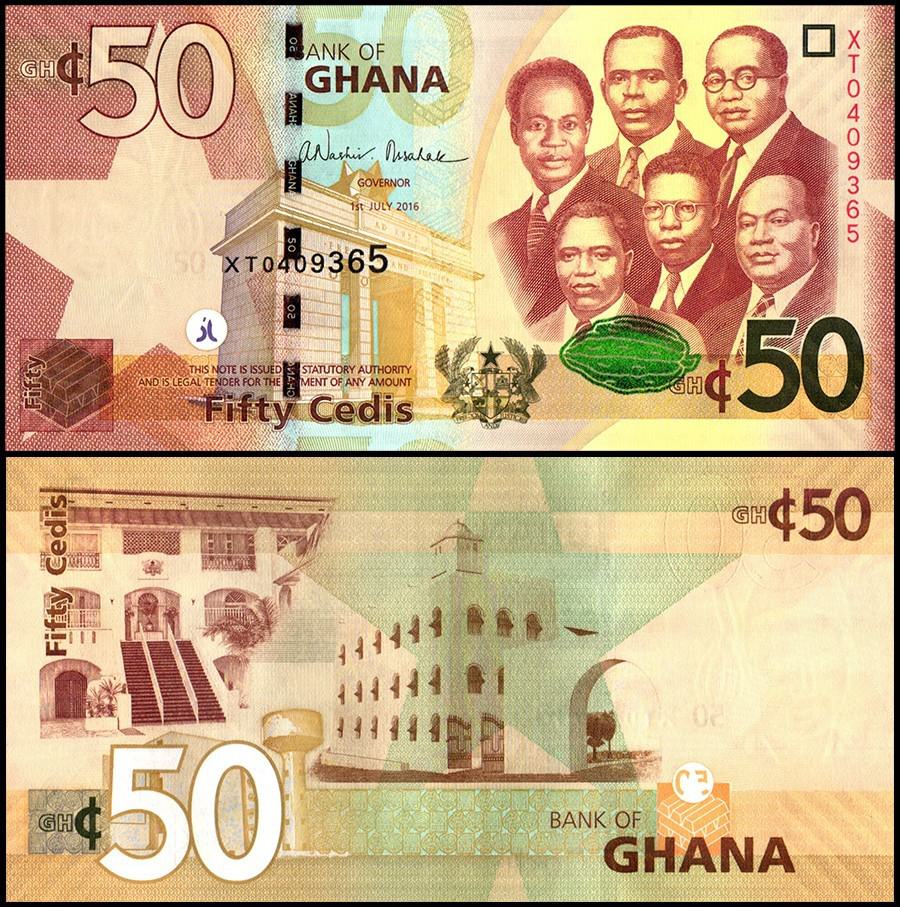 GH¢50
BANK OF
GHANA
GOVERNOR
1st JULY 2016
XT0409365
XT0409365
50
Fifty
THIS NOTE IS ISSUED STATUTORY AUTHORITY
AND IS LEGAL TENDER FOR THE PAYMENT OF ANY AMOUNT
Fifty Cedis
GH¢50
Fifty Cedis
GH¢50
GH¢50
BANK OF
GHANA